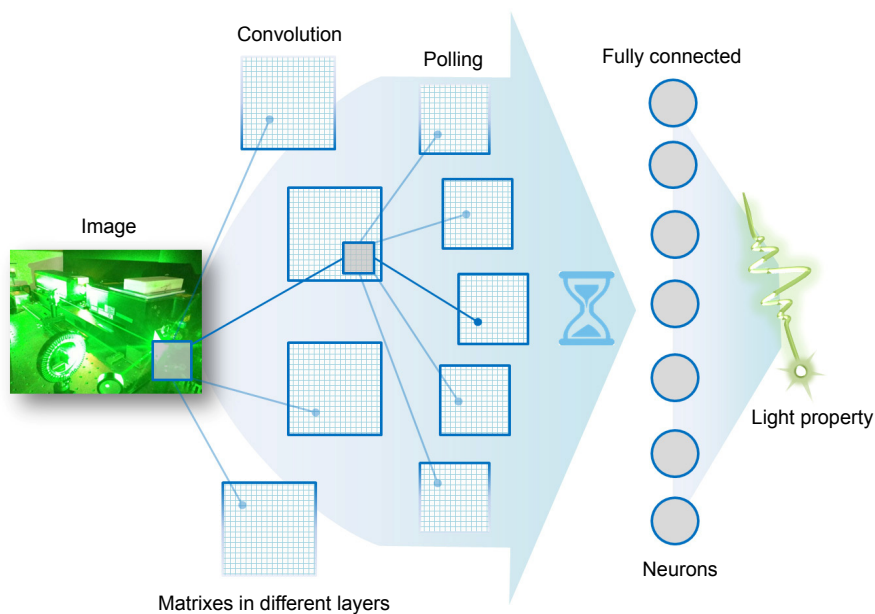 Convolution
Polling
Fully connected
Image
Light property
Neurons
Matrixes in different layers